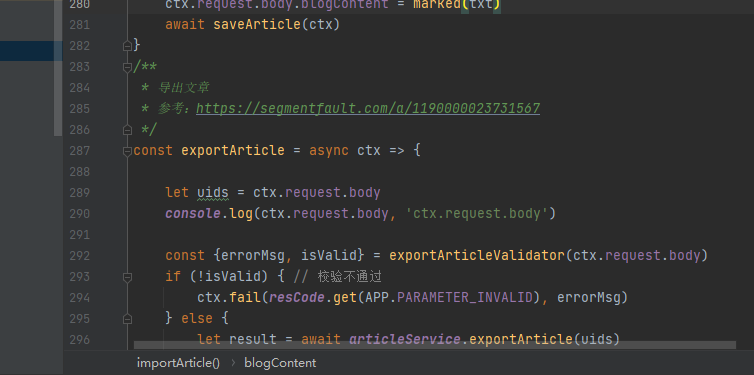 280 ctx.request.body.blogContent = marked(txt)
281 await saveArticle(ctx)
282 }
283 /**
284 * 导出文章
285 * 参考：https://segmentfault.com/a/1190000023731567
286 */
287 const exportArticle = async ctx => {
288
289 let uids = ctx.request.body
290 console.log(ctx.request.body, 'ctx.request.body')
291
292 const {errorMsg, isValid} = exportArticleValidator(ctx.request.body)
293 if (!isValid) { // 校验不通过
294 ctx.fail(resCode.get(APP.PARAMETER_INVALID), errorMsg)
295 } else {
296 let result = await articleService.exportArticle(uids)
importArticle() › blogContent